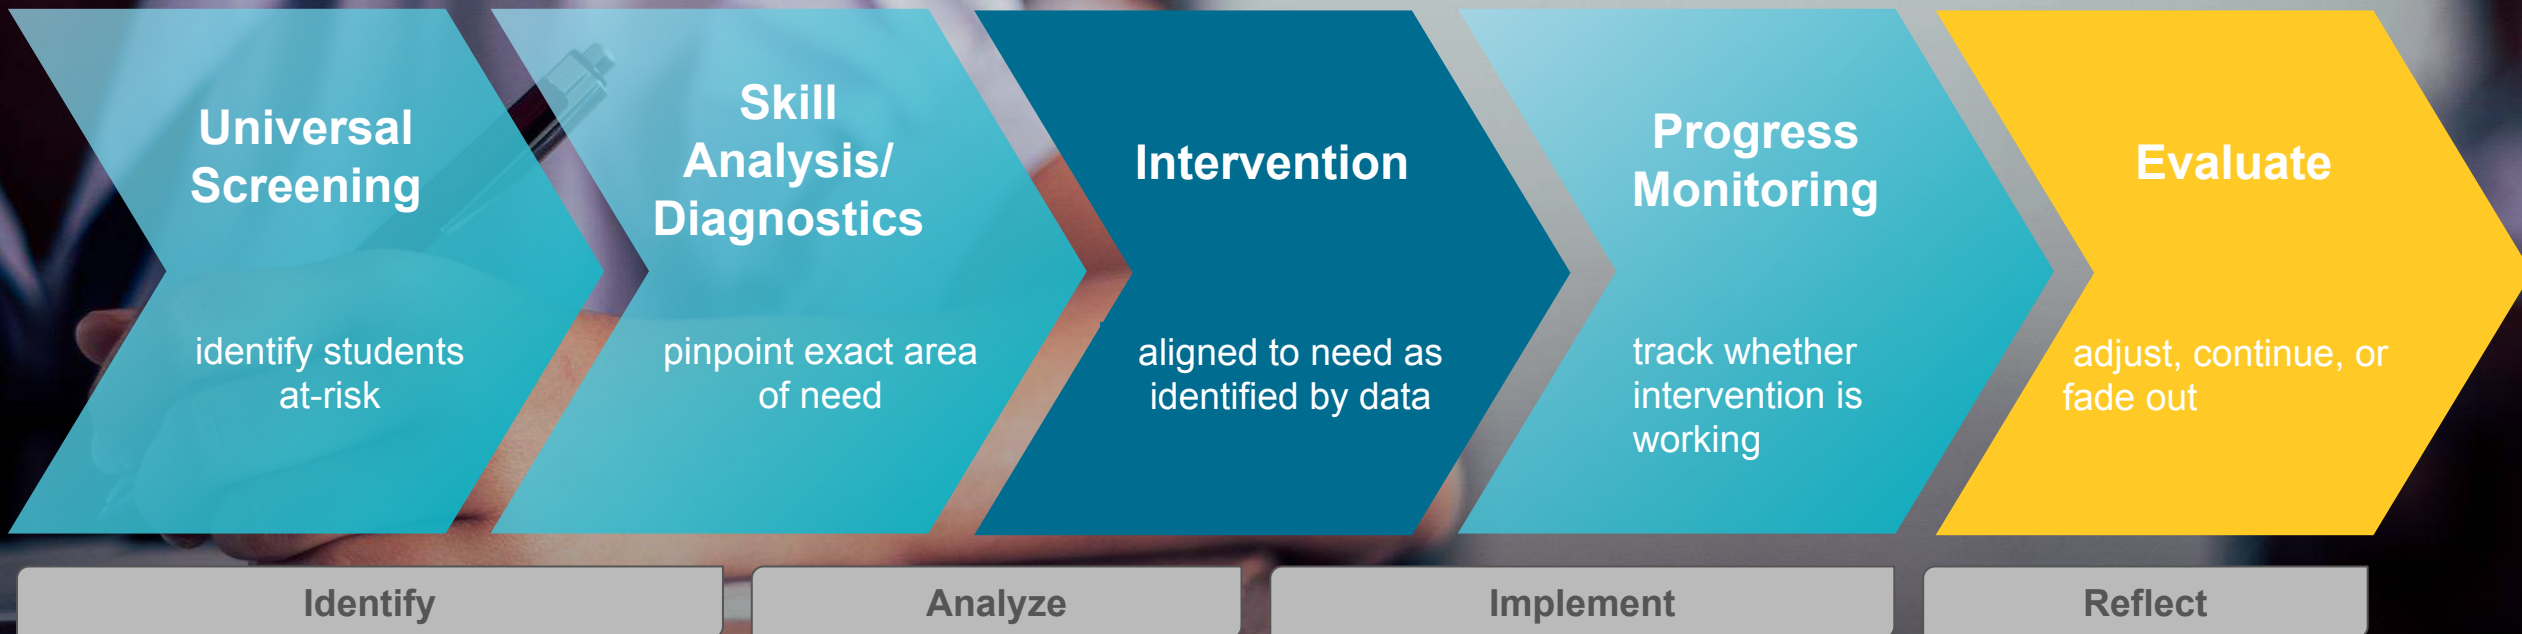 Universal
Screening
identify students
at-risk
Skill
Analysis/
Diagnostics
pinpoint exact area
of need
Intervention
aligned to need as
identified by data
Progress
Monitoring
track whether
intervention is
working
Evaluate
adjust, continue, or
fade out
Identify
Analyze
Implement
Reflect